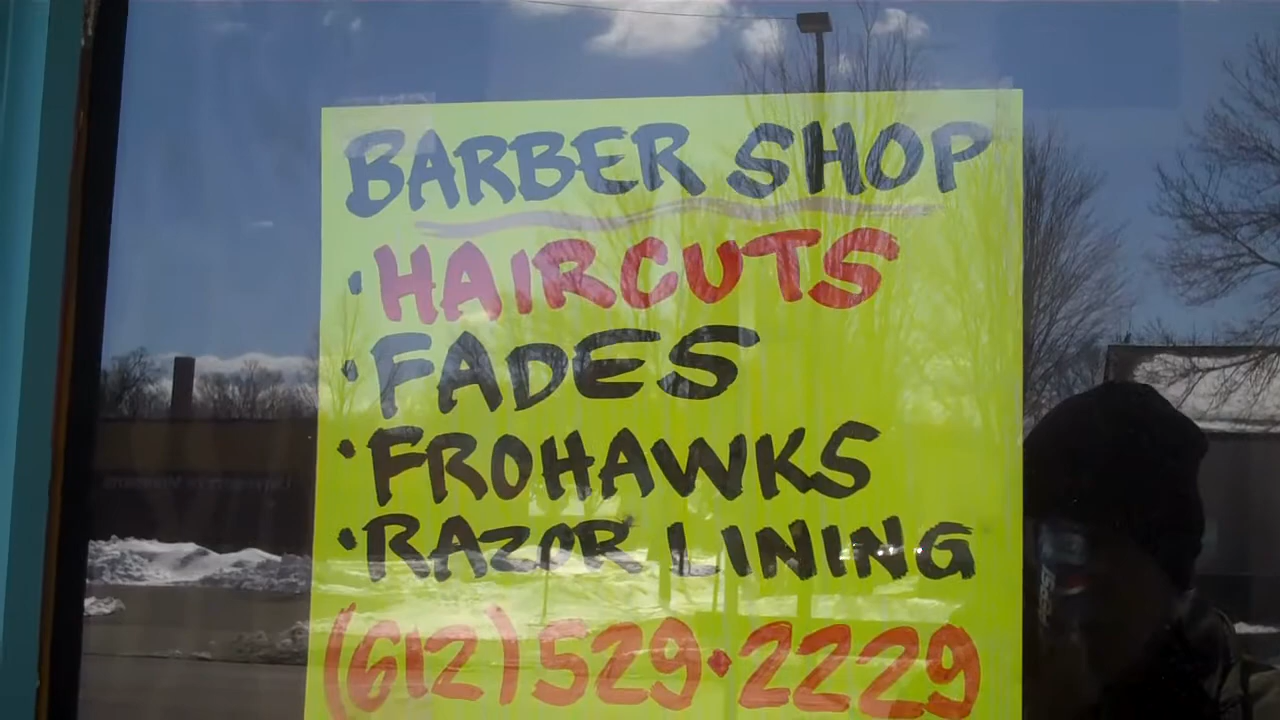 BARBER SHOP
· HAIRCUTS
· FADES
· FROHAWKS
· RAZOR LINING
(612) 529·2229